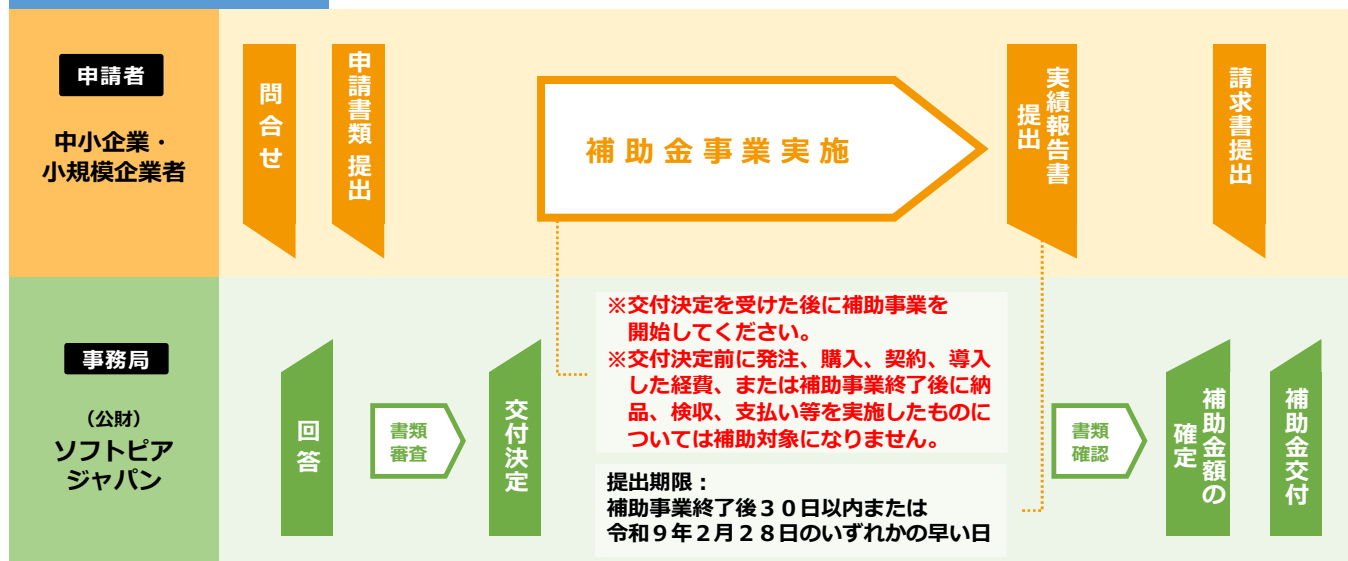 申請者
中小企業・
小規模企業者
問合せ
申請書類 提出
補助金事業実施
実績報告書
提出
請求書提出
事務局
（公財）
ソフトピア
ジャパン
回答
書類
審査
交付決定
※交付決定を受けた後に補助事業を
開始してください。
※交付決定前に発注、購入、契約、導入
した経費、または補助事業終了後に納
品、検収、支払い等を実施したものに
ついては補助対象になりません。
提出期限：
補助事業終了後３０日以内または
令和９年２月２８日のいずれかの早い日
書類
確認
補助金額の
確定
補助金交付